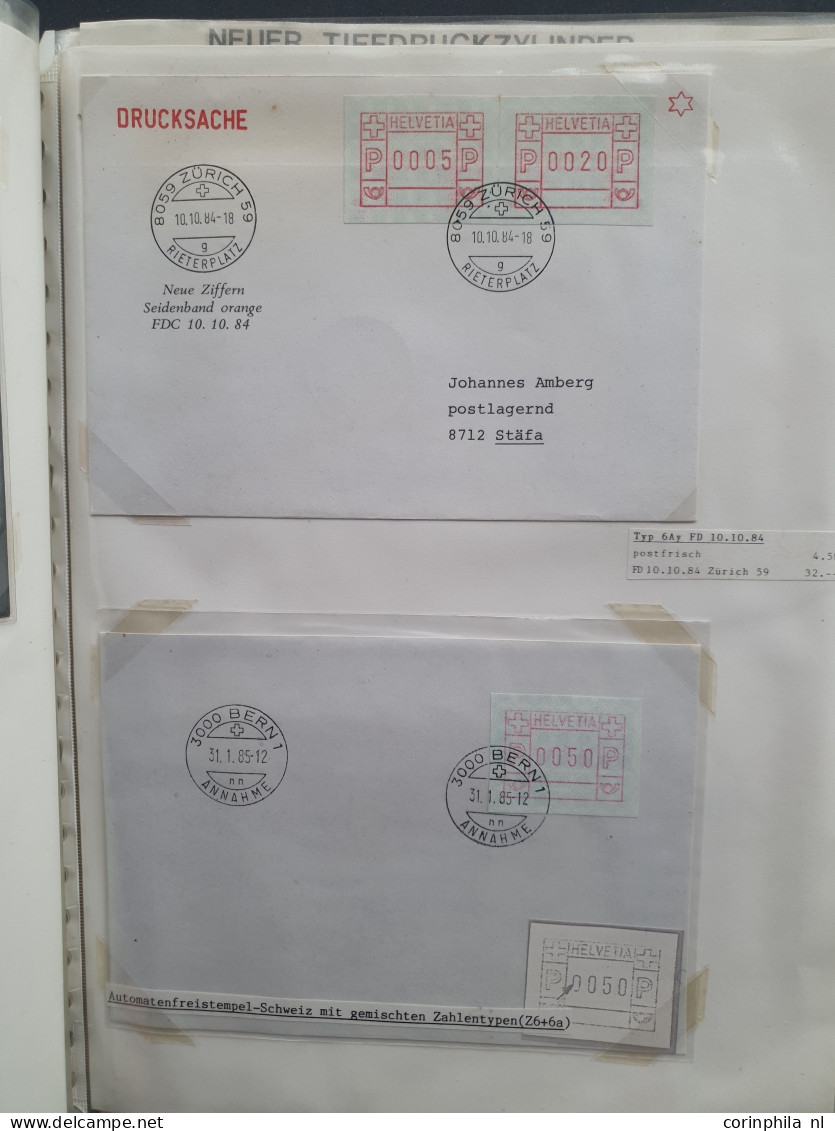 NEUER TIEFDRUCKZYLINDER
DRUCKSACHE
HELVETIA
P 0005 P
HELVETIA
P 0020 P
8059 ZÜRICH 59
10.10.84-18
g
RIETERPLATZ
8059 ZÜRICH 59
10.10.84-18
g
RIETERPLATZ
Neue Ziffern
Seidenband orange
FDC 10. 10. 84
Johannes Amberg
postlagernd
8712 Stäfa
Typ 6Ay FD 10.10.84
postfrisch 4.50
FD 10.10.84 Zürich 59 32.--
HELVETIA
P 0050 P
3000 BERN 1
31.1.85-12
nn
ANNAHME
3000 BERN 1
31.1.85-12
nn
ANNAHME
HELVETIA
P 0050 P
Automatenfreistempel-Schweiz mit gemischten Zahlentypen(Z6+6a)
www.corinphila nl